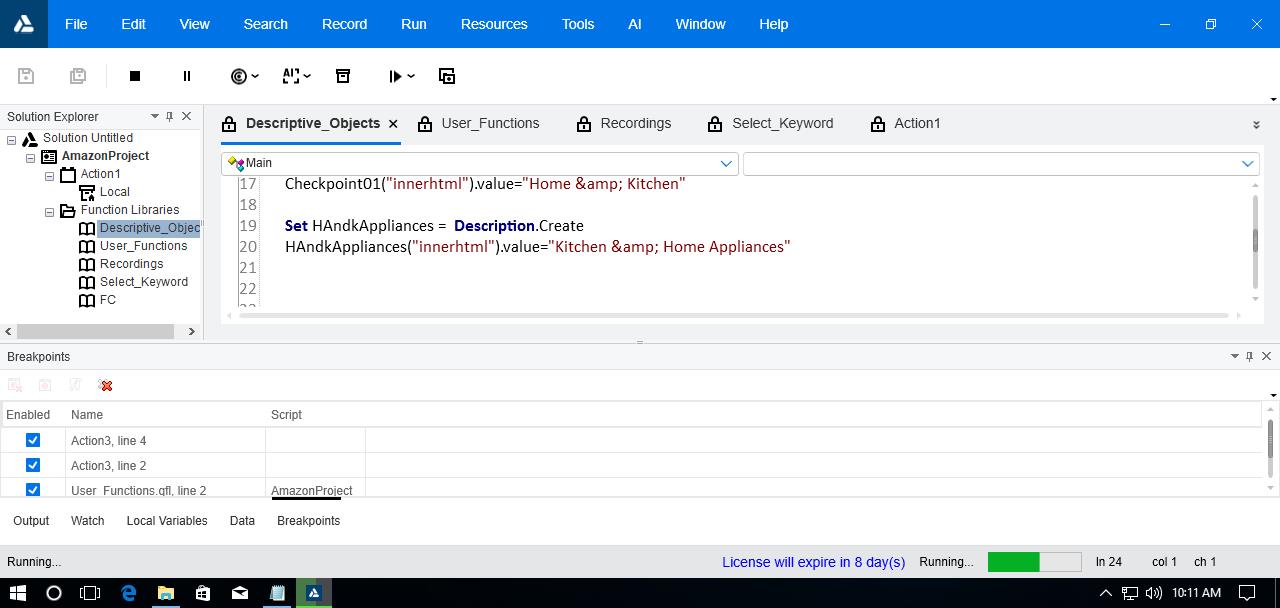 File Edit View Search Record Run Resources Tools AI Window Help
Solution Explorer
Solution Untitled
AmazonProject
Action1
Local
Function Libraries
Descriptive_Objec
User_Functions
Recordings
Select_Keyword
FC
Descriptive_Objects User_Functions Recordings Select_Keyword Action1
Main
17 Checkpoint01("innerhtml").value="Home &amp; Kitchen"
18
19 Set HAndkAppliances = Description.Create
20 HAndkAppliances("innerhtml").value="Kitchen &amp; Home Appliances"
21
22
Breakpoints
Enabled Name Script
Action3, line 4
Action3, line 2
User_Functions.qfl, line 2 AmazonProject
Output Watch Local Variables Data Breakpoints
Running... License will expire in 8 day(s) Running... ln 24 col 1 ch 1
10:11 AM